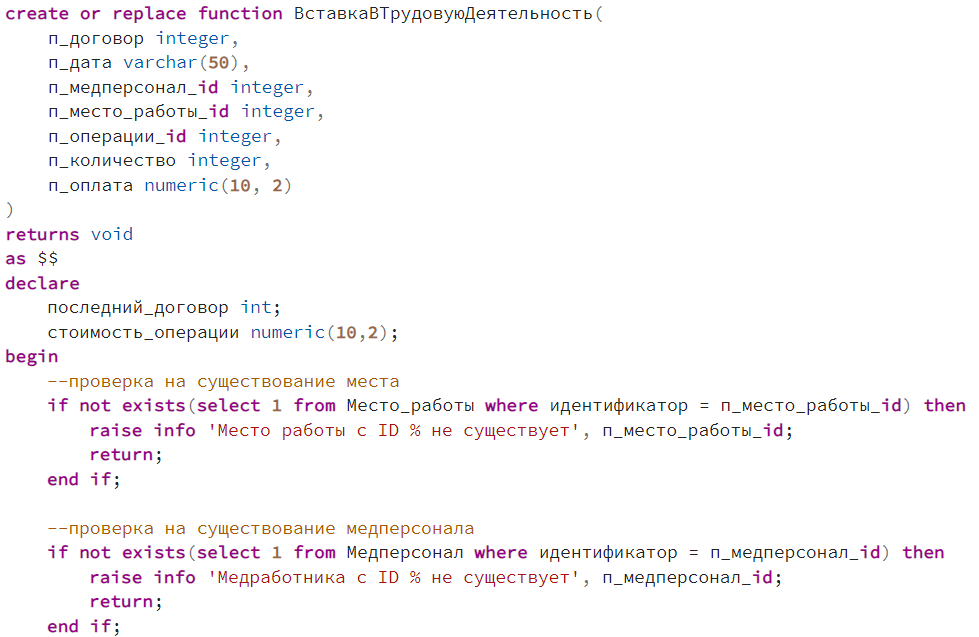 create or replace function ВставкаВТрудовуюДеятельность(
    п_договор integer,
    п_дата varchar(50),
    п_медперсонал_id integer,
    п_место_работы_id integer,
    п_операции_id integer,
    п_количество integer,
    п_оплата numeric(10, 2)
)
returns void
as $$
declare
    последний_договор int;
    стоимость_операции numeric(10,2);
begin
    --проверка на существование места
    if not exists(select 1 from Место_работы where идентификатор = п_место_работы_id) then
        raise info 'Место работы с ID % не существует', п_место_работы_id;
        return;
    end if;

    --проверка на существование медперсонала
    if not exists(select 1 from Медперсонал where идентификатор = п_медперсонал_id) then
        raise info 'Медработника с ID % не существует', п_медперсонал_id;
        return;
    end if;